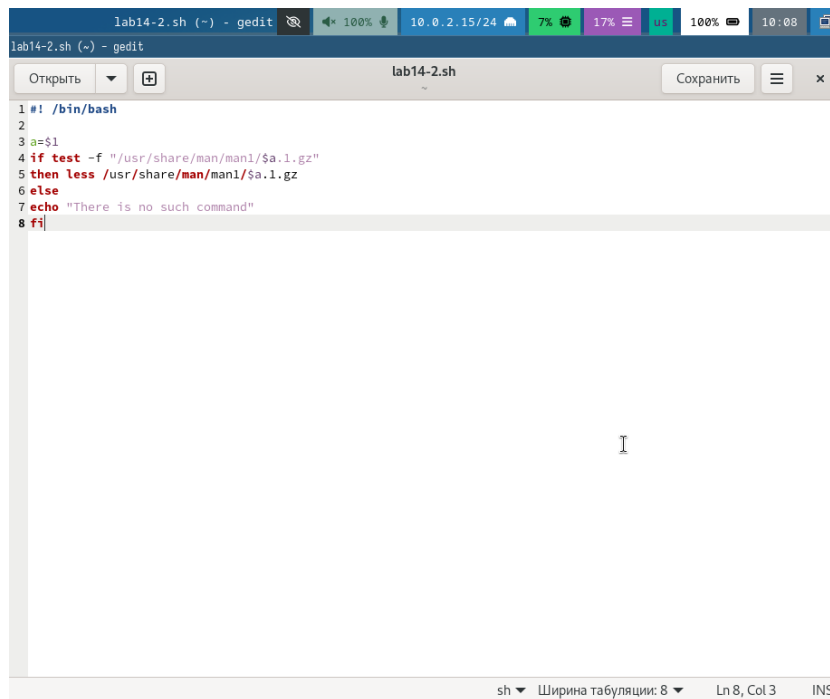 lab14-2.sh (~) - gedit 100% 10.0.2.15/24 7% 17% us 100% 10:08
lab14-2.sh (~) - gedit
Открыть lab14-2.sh Сохранить
~
1 #! /bin/bash
2
3 a=$1
4 if test -f "/usr/share/man/man1/$a.1.gz"
5 then less /usr/share/man/man1/$a.1.gz
6 else
7 echo "There is no such command"
8 fi
sh Ширина табуляции: 8 Ln 8, Col 3 INS